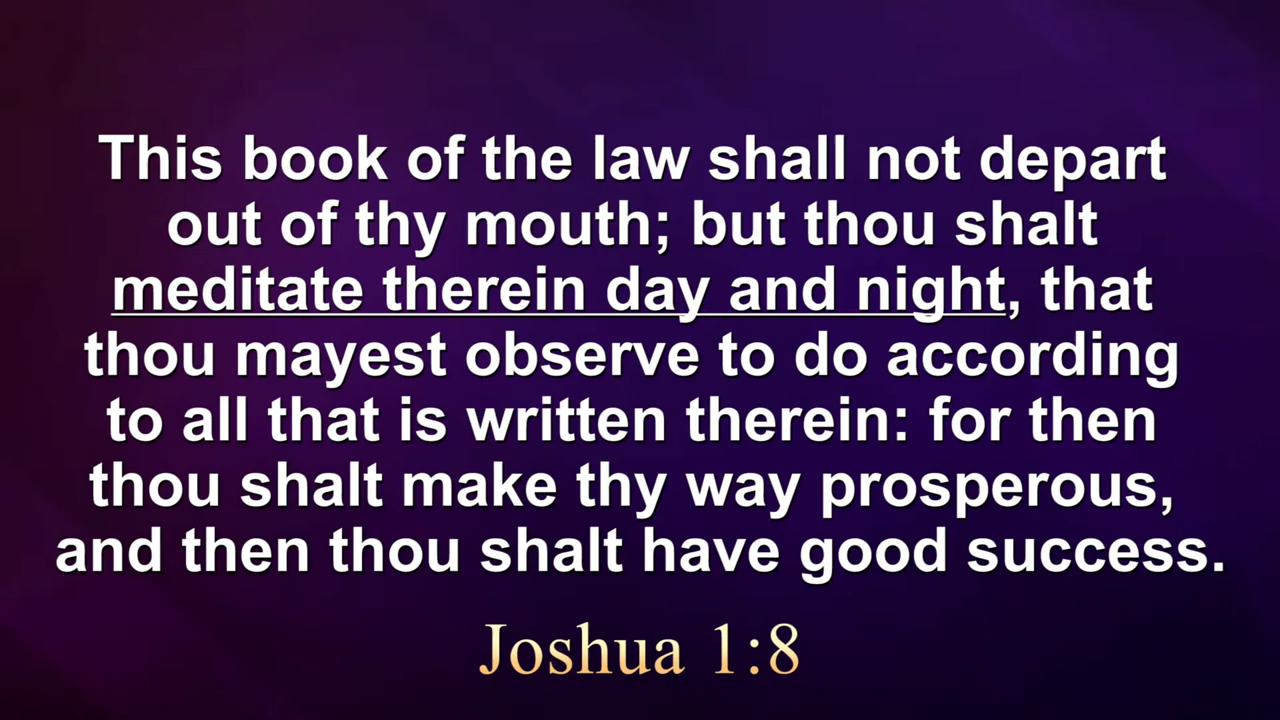 This book of the law shall not depart
out of thy mouth; but thou shalt
meditate therein day and night, that
thou mayest observe to do according
to all that is written therein: for then
thou shalt make thy way prosperous,
and then thou shalt have good success.
Joshua 1:8